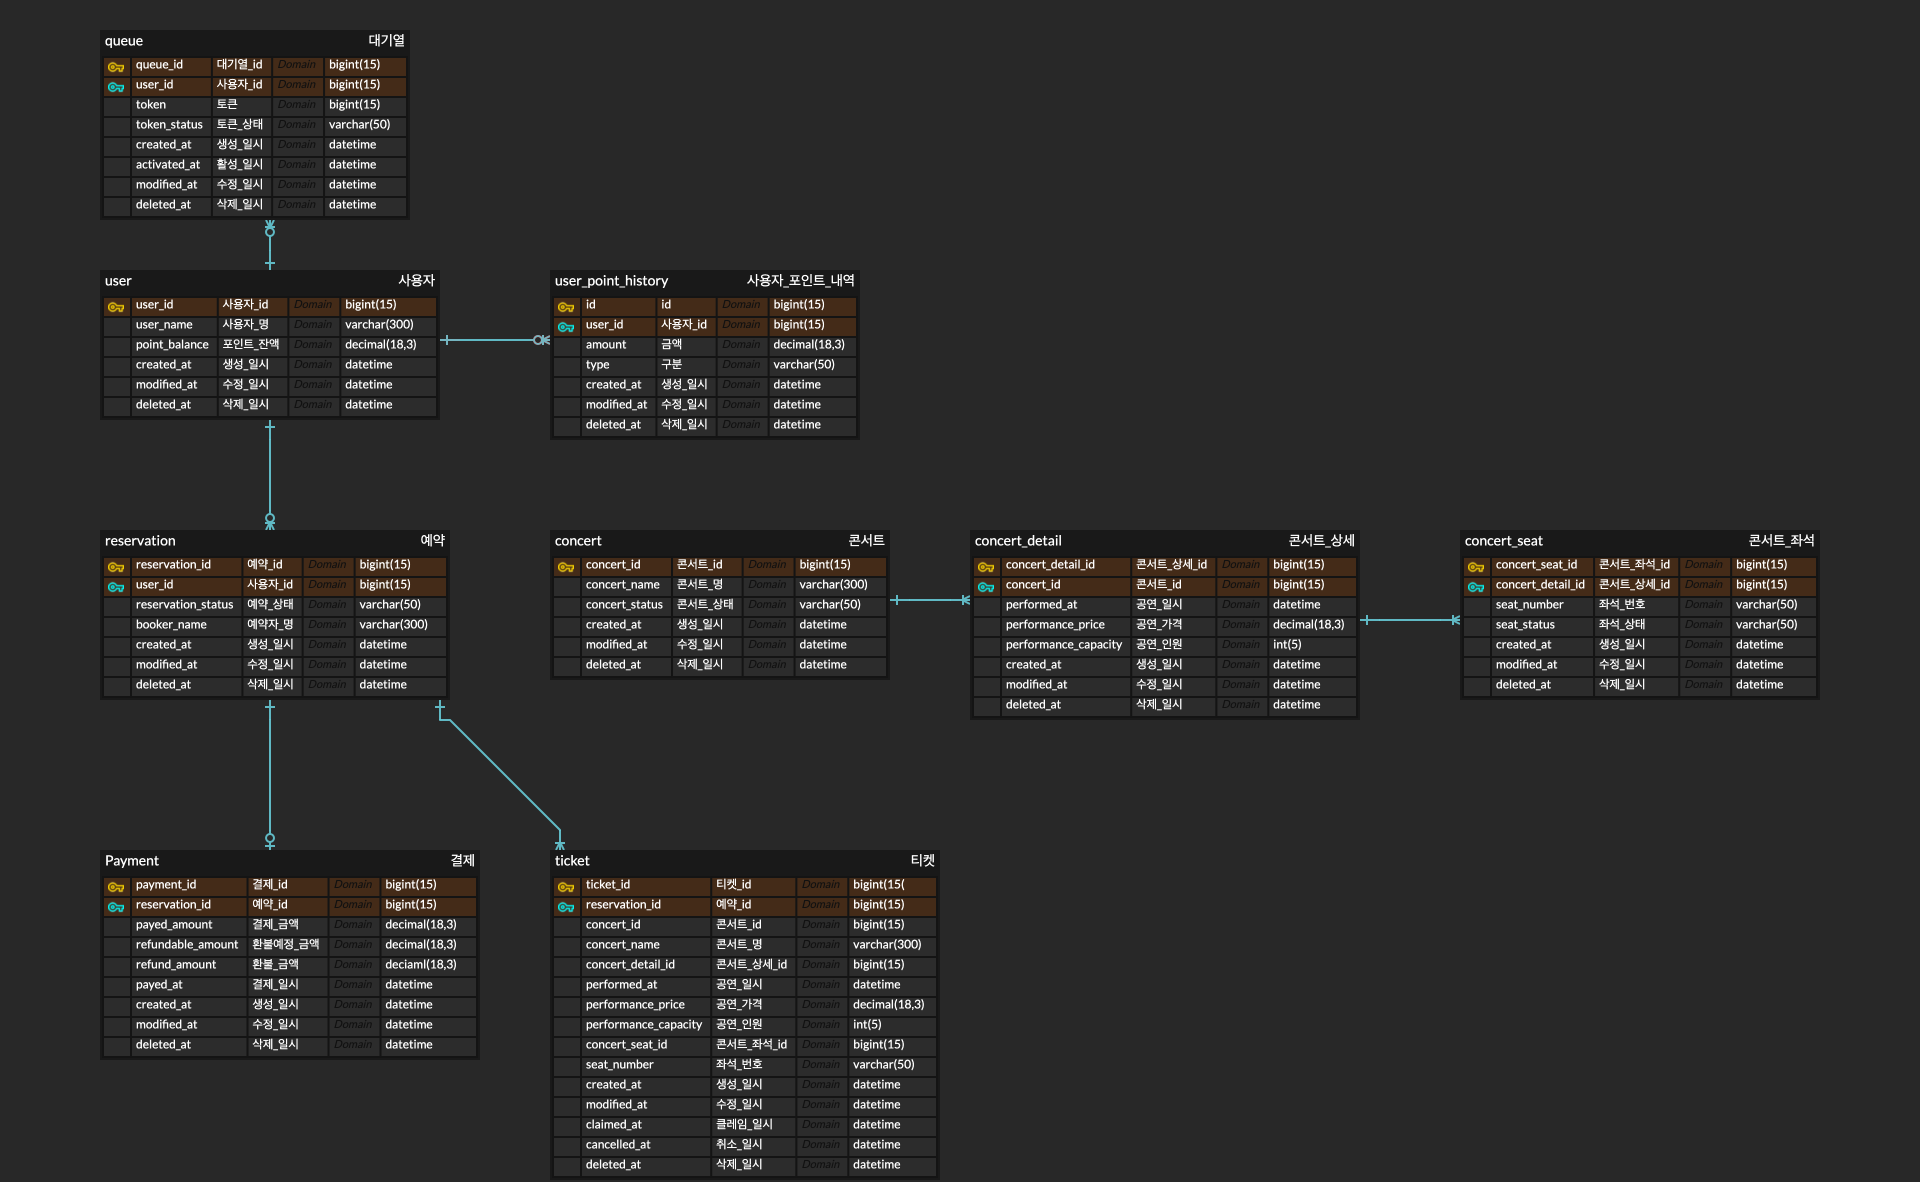 queue 대기열
queue_id 대기열_id Domain bigint(15)
user_id 사용자_id Domain bigint(15)
token 토큰 Domain bigint(15)
token_status 토큰_상태 Domain varchar(50)
created_at 생성_일시 Domain datetime
activated_at 활성_일시 Domain datetime
modified_at 수정_일시 Domain datetime
deleted_at 삭제_일시 Domain datetime
user 사용자
user_id 사용자_id Domain bigint(15)
user_name 사용자_명 Domain varchar(300)
point_balance 포인트_잔액 Domain decimal(18,3)
created_at 생성_일시 Domain datetime
modified_at 수정_일시 Domain datetime
deleted_at 삭제_일시 Domain datetime
user_point_history 사용자_포인트_내역
id id Domain bigint(15)
user_id 사용자_id Domain bigint(15)
amount 금액 Domain decimal(18,3)
type 구분 Domain varchar(50)
created_at 생성_일시 Domain datetime
modified_at 수정_일시 Domain datetime
deleted_at 삭제_일시 Domain datetime
reservation 예약
reservation_id 예약_id Domain bigint(15)
user_id 사용자_id Domain bigint(15)
reservation_status 예약_상태 Domain varchar(50)
booker_name 예약자_명 Domain varchar(300)
created_at 생성_일시 Domain datetime
modified_at 수정_일시 Domain datetime
deleted_at 삭제_일시 Domain datetime
concert 콘서트
concert_id 콘서트_id Domain bigint(15)
concert_name 콘서트_명 Domain varchar(300)
concert_status 콘서트_상태 Domain varchar(50)
created_at 생성_일시 Domain datetime
modified_at 수정_일시 Domain datetime
deleted_at 삭제_일시 Domain datetime
concert_detail 콘서트_상세
concert_detail_id 콘서트_상세_id Domain bigint(15)
concert_id 콘서트_id Domain bigint(15)
performed_at 공연_일시 Domain datetime
performance_price 공연_가격 Domain decimal(18,3)
performance_capacity 공연_인원 Domain int(5)
created_at 생성_일시 Domain datetime
modified_at 수정_일시 Domain datetime
deleted_at 삭제_일시 Domain datetime
concert_seat 콘서트_좌석
concert_seat_id 콘서트_좌석_id Domain bigint(15)
concert_detail_id 콘서트_상세_id Domain bigint(15)
seat_number 좌석_번호 Domain varchar(50)
seat_status 좌석_상태 Domain varchar(50)
created_at 생성_일시 Domain datetime
modified_at 수정_일시 Domain datetime
deleted_at 삭제_일시 Domain datetime
Payment 결제
payment_id 결제_id Domain bigint(15)
reservation_id 예약_id Domain bigint(15)
payed_amount 결제_금액 Domain decimal(18,3)
refundable_amount 환불예정_금액 Domain decimal(18,3)
refund_amount 환불_금액 Domain deciaml(18,3)
payed_at 결제_일시 Domain datetime
created_at 생성_일시 Domain datetime
modified_at 수정_일시 Domain datetime
deleted_at 삭제_일시 Domain datetime
ticket 티켓
ticket_id 티켓_id Domain bigint(15(
reservation_id 예약_id Domain bigint(15)
concert_id 콘서트_id Domain bigint(15)
concert_name 콘서트_명 Domain varchar(300)
concert_detail_id 콘서트_상세_id Domain bigint(15)
performed_at 공연_일시 Domain datetime
performance_price 공연_가격 Domain decimal(18,3)
performance_capacity 공연_인원 Domain int(5)
concert_seat_id 콘서트_좌석_id Domain bigint(15)
seat_number 좌석_번호 Domain varchar(50)
created_at 생성_일시 Domain datetime
modified_at 수정_일시 Domain datetime
claimed_at 클레임_일시 Domain datetime
cancelled_at 취소_일시 Domain datetime
deleted_at 삭제_일시 Domain datetime